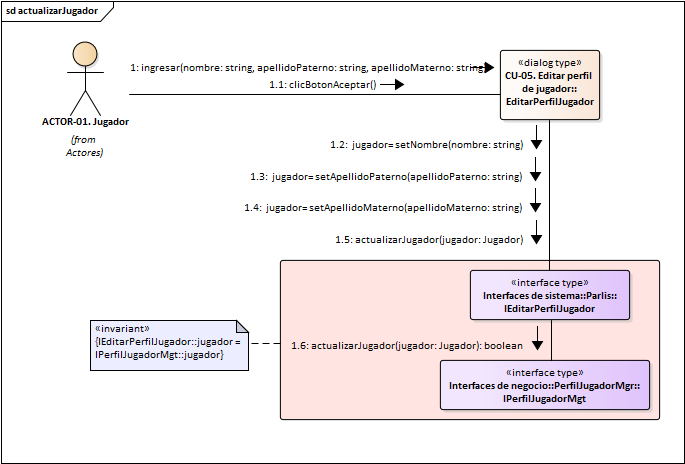 sd actualizarJugador
1: ingresar(nombre: string, apellidoPaterno: string, apellidoMaterno: string)
1.1: clicBotonAceptar()
«dialog type»
CU-05. Editar perfil
de jugador::
EditarPerfilJugador
ACTOR-01. Jugador
(from
Actores)
1.2: jugador= setNombre(nombre: string)
1.3: jugador= setApellidoPaterno(apellidoPaterno: string)
1.4: jugador= setApellidoMaterno(apellidoMaterno: string)
1.5: actualizarJugador(jugador: Jugador)
«interface type»
Interfaces de sistema::Parlis::
IEditarPerfilJugador
«invariant»
{IEditarPerfilJugador::jugador =
IPerfilJugadorMgt::jugador}
1.6: actualizarJugador(jugador: Jugador): boolean
«interface type»
Interfaces de negocio::PerfilJugadorMgr::
IPerfilJugadorMgt